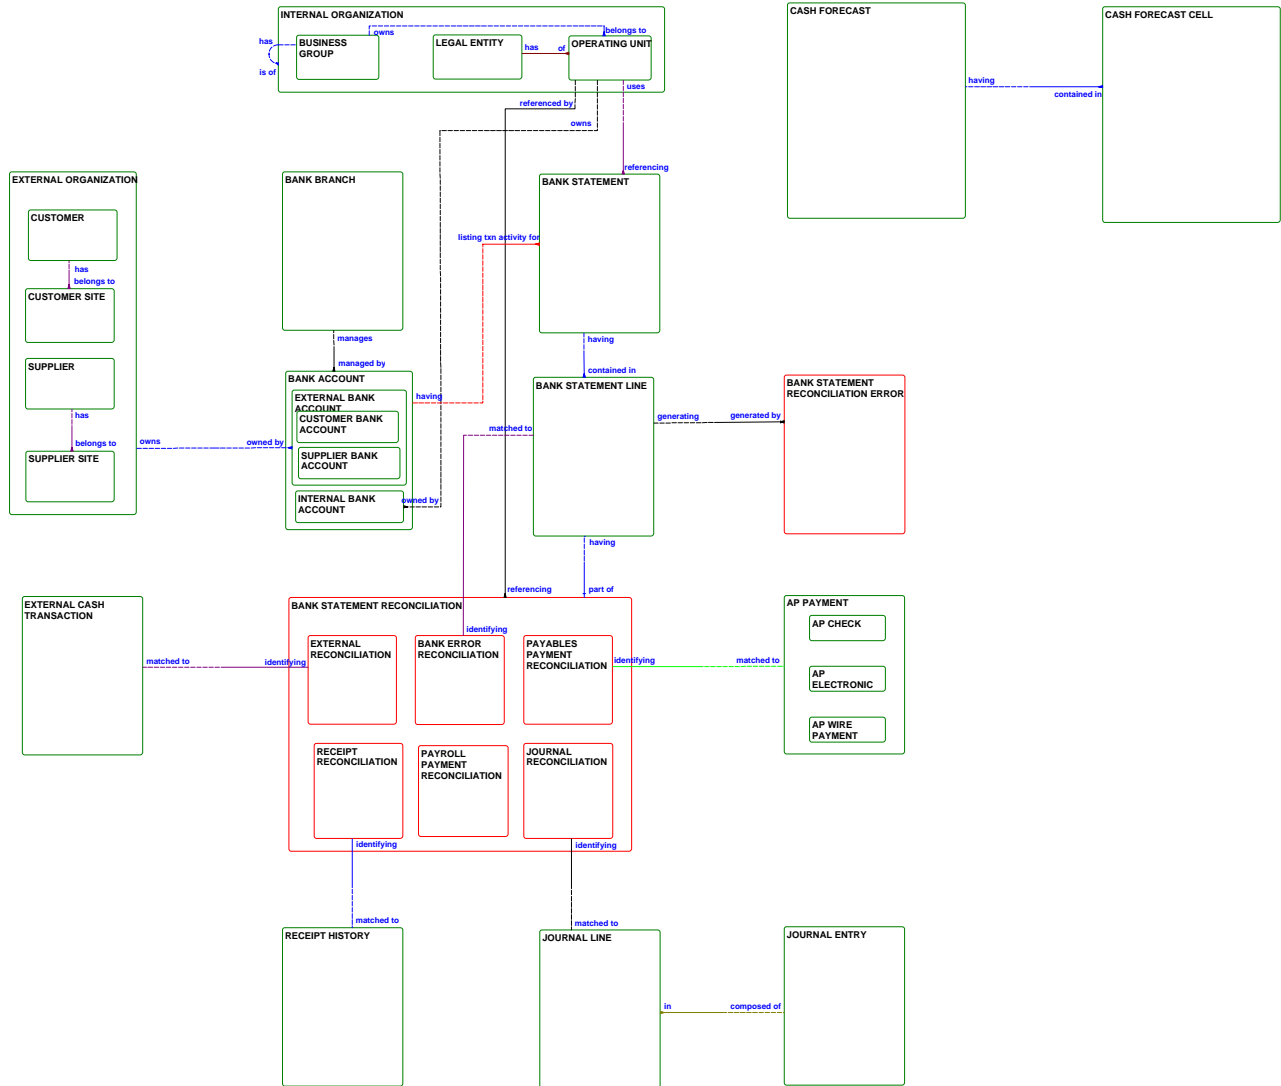 INTERNAL ORGANIZATION
owns
belongs to
has
BUSINESS
GROUP
LEGAL ENTITY
has
of
OPERATING UNIT
is of
uses
referenced by
owns
referencing
CASH FORECAST
having
contained in
CASH FORECAST CELL
EXTERNAL ORGANIZATION
CUSTOMER
has
belongs to
CUSTOMER SITE
SUPPLIER
has
belongs to
SUPPLIER SITE
owns
owned by
BANK BRANCH
manages
managed by
BANK ACCOUNT
EXTERNAL BANK
ACCOUNT
CUSTOMER BANK
ACCOUNT
SUPPLIER BANK
ACCOUNT
INTERNAL BANK
ACCOUNT
owned by
having
listing txn activity for
BANK STATEMENT
having
contained in
BANK STATEMENT LINE
matched to
generating
generated by
BANK STATEMENT
RECONCILIATION ERROR
having
part of
referencing
EXTERNAL CASH
TRANSACTION
matched to
identifying
BANK STATEMENT RECONCILIATION
EXTERNAL
RECONCILIATION
identifying
BANK ERROR
RECONCILIATION
PAYABLES
PAYMENT
RECONCILIATION
identifying
matched to
AP PAYMENT
AP CHECK
AP
ELECTRONIC
AP WIRE
PAYMENT
RECEIPT
RECONCILIATION
PAYROLL
PAYMENT
RECONCILIATION
JOURNAL
RECONCILIATION
identifying
identifying
matched to
matched to
RECEIPT HISTORY
JOURNAL LINE
in
composed of
JOURNAL ENTRY